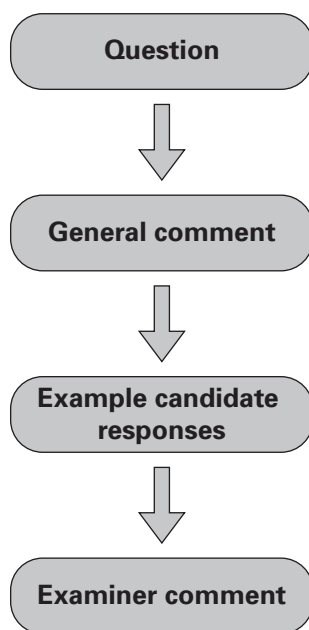 Question
General comment
Example candidate
responses
Examiner comment